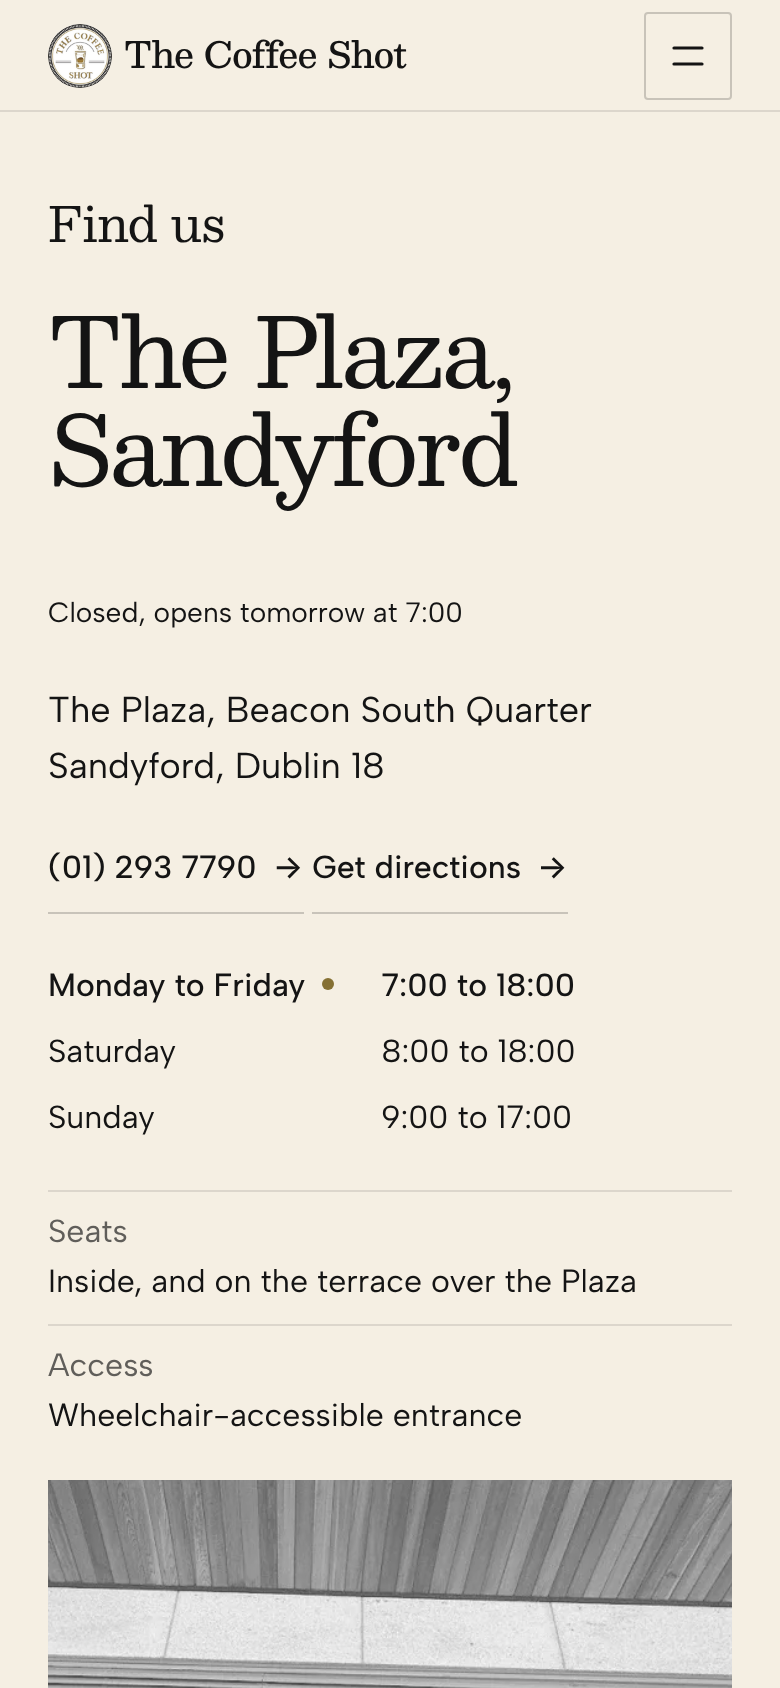 THE COFFEE
SHOT
The Coffee Shot
Find us
The Plaza,
Sandyford
Closed, opens tomorrow at 7:00
The Plaza, Beacon South Quarter
Sandyford, Dublin 18
(01) 293 7790 → Get directions →
Monday to Friday • 7:00 to 18:00
Saturday 8:00 to 18:00
Sunday 9:00 to 17:00
Seats
Inside, and on the terrace over the Plaza
Access
Wheelchair-accessible entrance